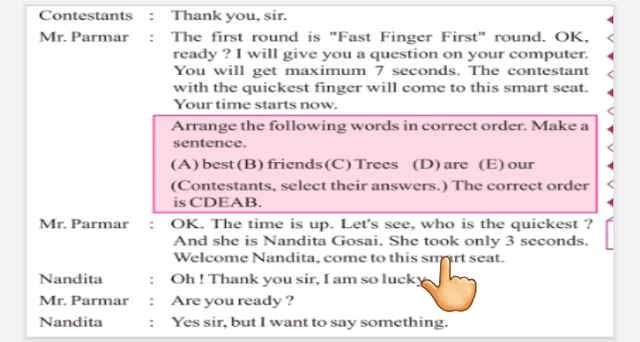 Contestants : Thank you, sir.
Mr. Parmar : The first round is "Fast Finger First" round. OK,
ready ? I will give you a question on your computer.
You will get maximum 7 seconds. The contestant
with the quickest finger will come to this smart seat.
Your time starts now.
Arrange the following words in correct order. Make a
sentence.
(A) best (B) friends (C) Trees (D) are (E) our
(Contestants, select their answers.) The correct order
is CDEAB.
Mr. Parmar : OK. The time is up. Let's see, who is the quickest ?
And she is Nandita Gosai. She took only 3 seconds.
Welcome Nandita, come to this smart seat.
Nandita : Oh ! Thank you sir, I am so lucky
Mr. Parmar : Are you ready ?
Nandita : Yes sir, but I want to say something.